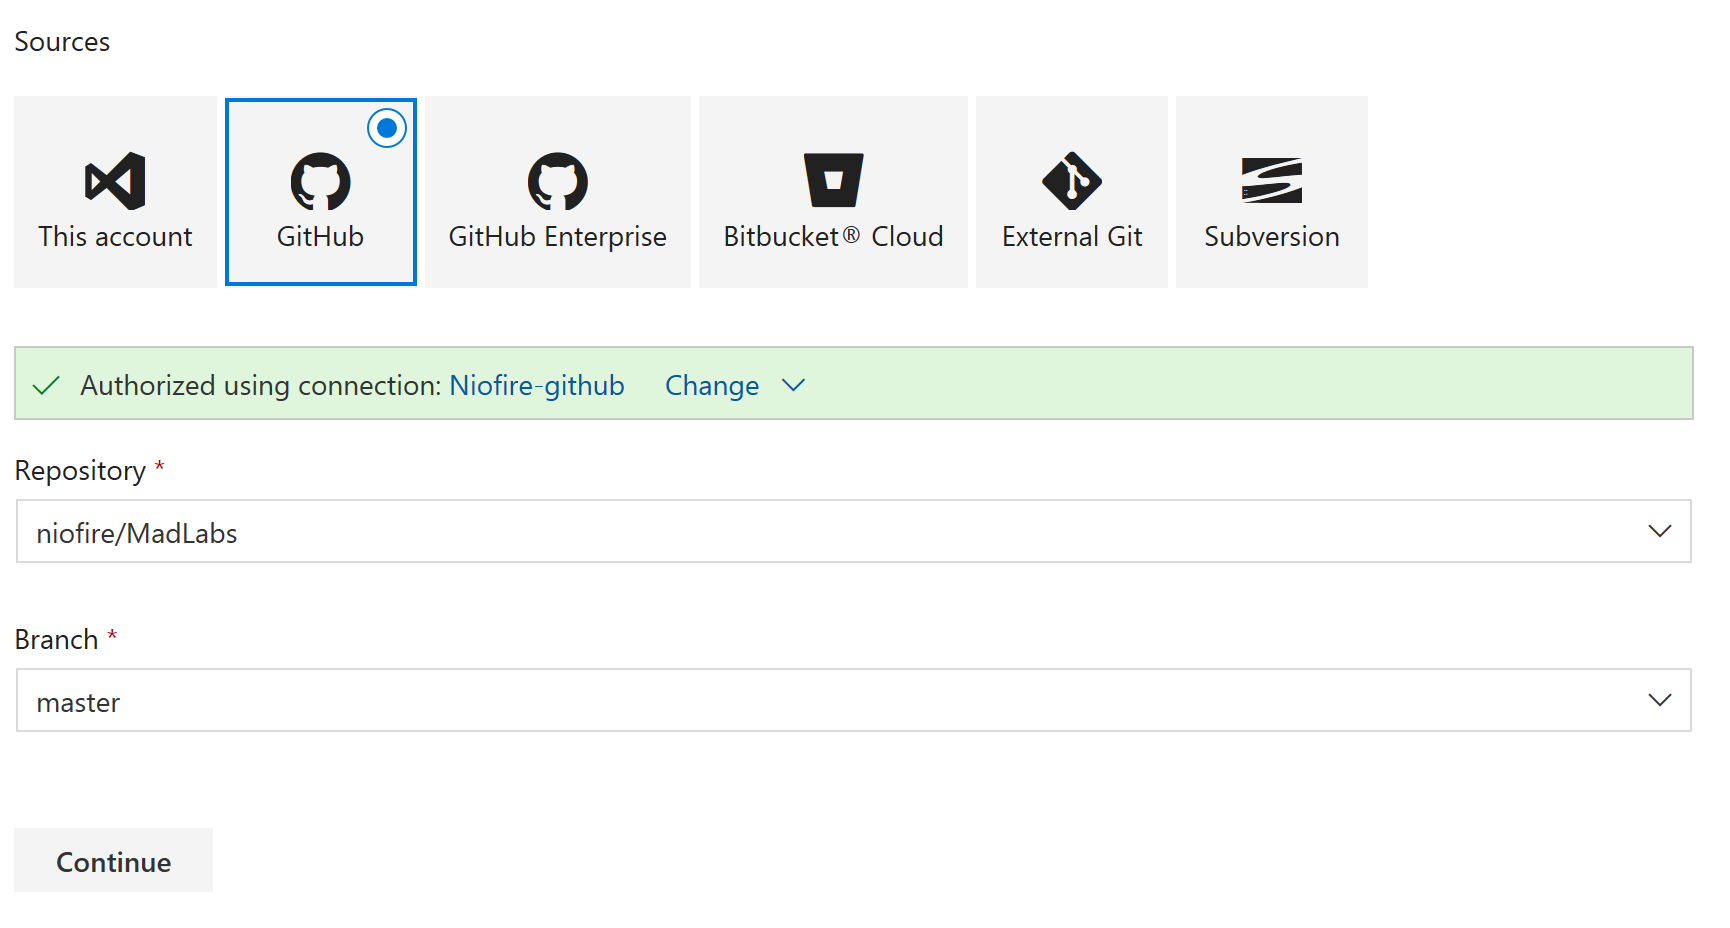 Sources
This account GitHub GitHub Enterprise Bitbucket® Cloud External Git Subversion
Authorized using connection: Niofire-github Change
Repository *
niofire/MadLabs
Branch *
master
Continue